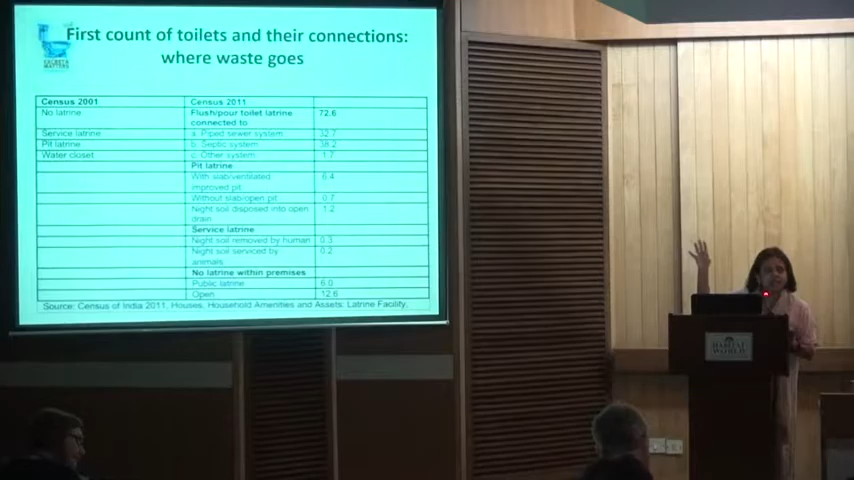 First count of toilets and their connections:
where waste goes
EXCRETA
MATTERS
Census 2001 Census 2011
No latrine Flush/pour toilet latrine 72.6
connected to
Service latrine a. Piped sewer system 32.7
Pit latrine b. Septic system 38.2
Water closet c. Other system 1.7
Pit latrine
With slab/ventilated 6.4
improved pit
Without slab/open pit 0.7
Night soil disposed into open 1.2
drain
Service latrine
Night soil removed by human 0.3
Night soil serviced by 0.2
animals
No latrine within premises
Public latrine 6.0
Open 12.6
Source: Census of India 2011, Houses, Household Amenities and Assets: Latrine Facility,
HABITAT
WORLD